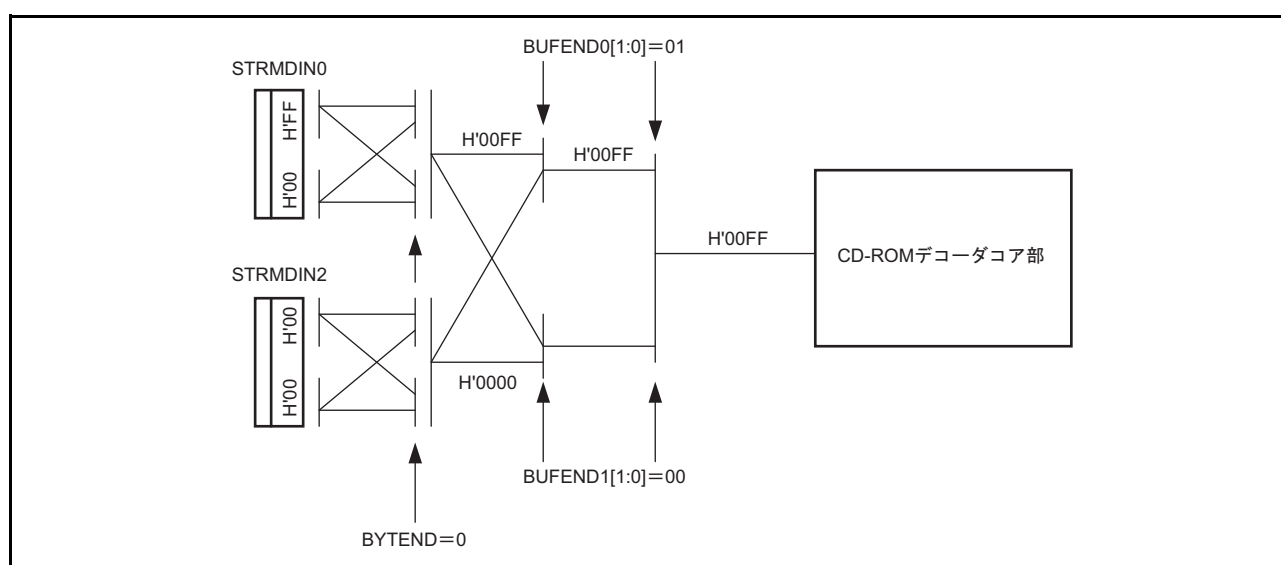 BUFEND0[1:0]＝01
STRMDIN0
H'FF
H'00
H'00FF
H'00FF
H'00FF
CD-ROMデコーダコア部
STRMDIN2
H'00
H'00
H'0000
BUFEND1[1:0]＝00
BYTEND＝0